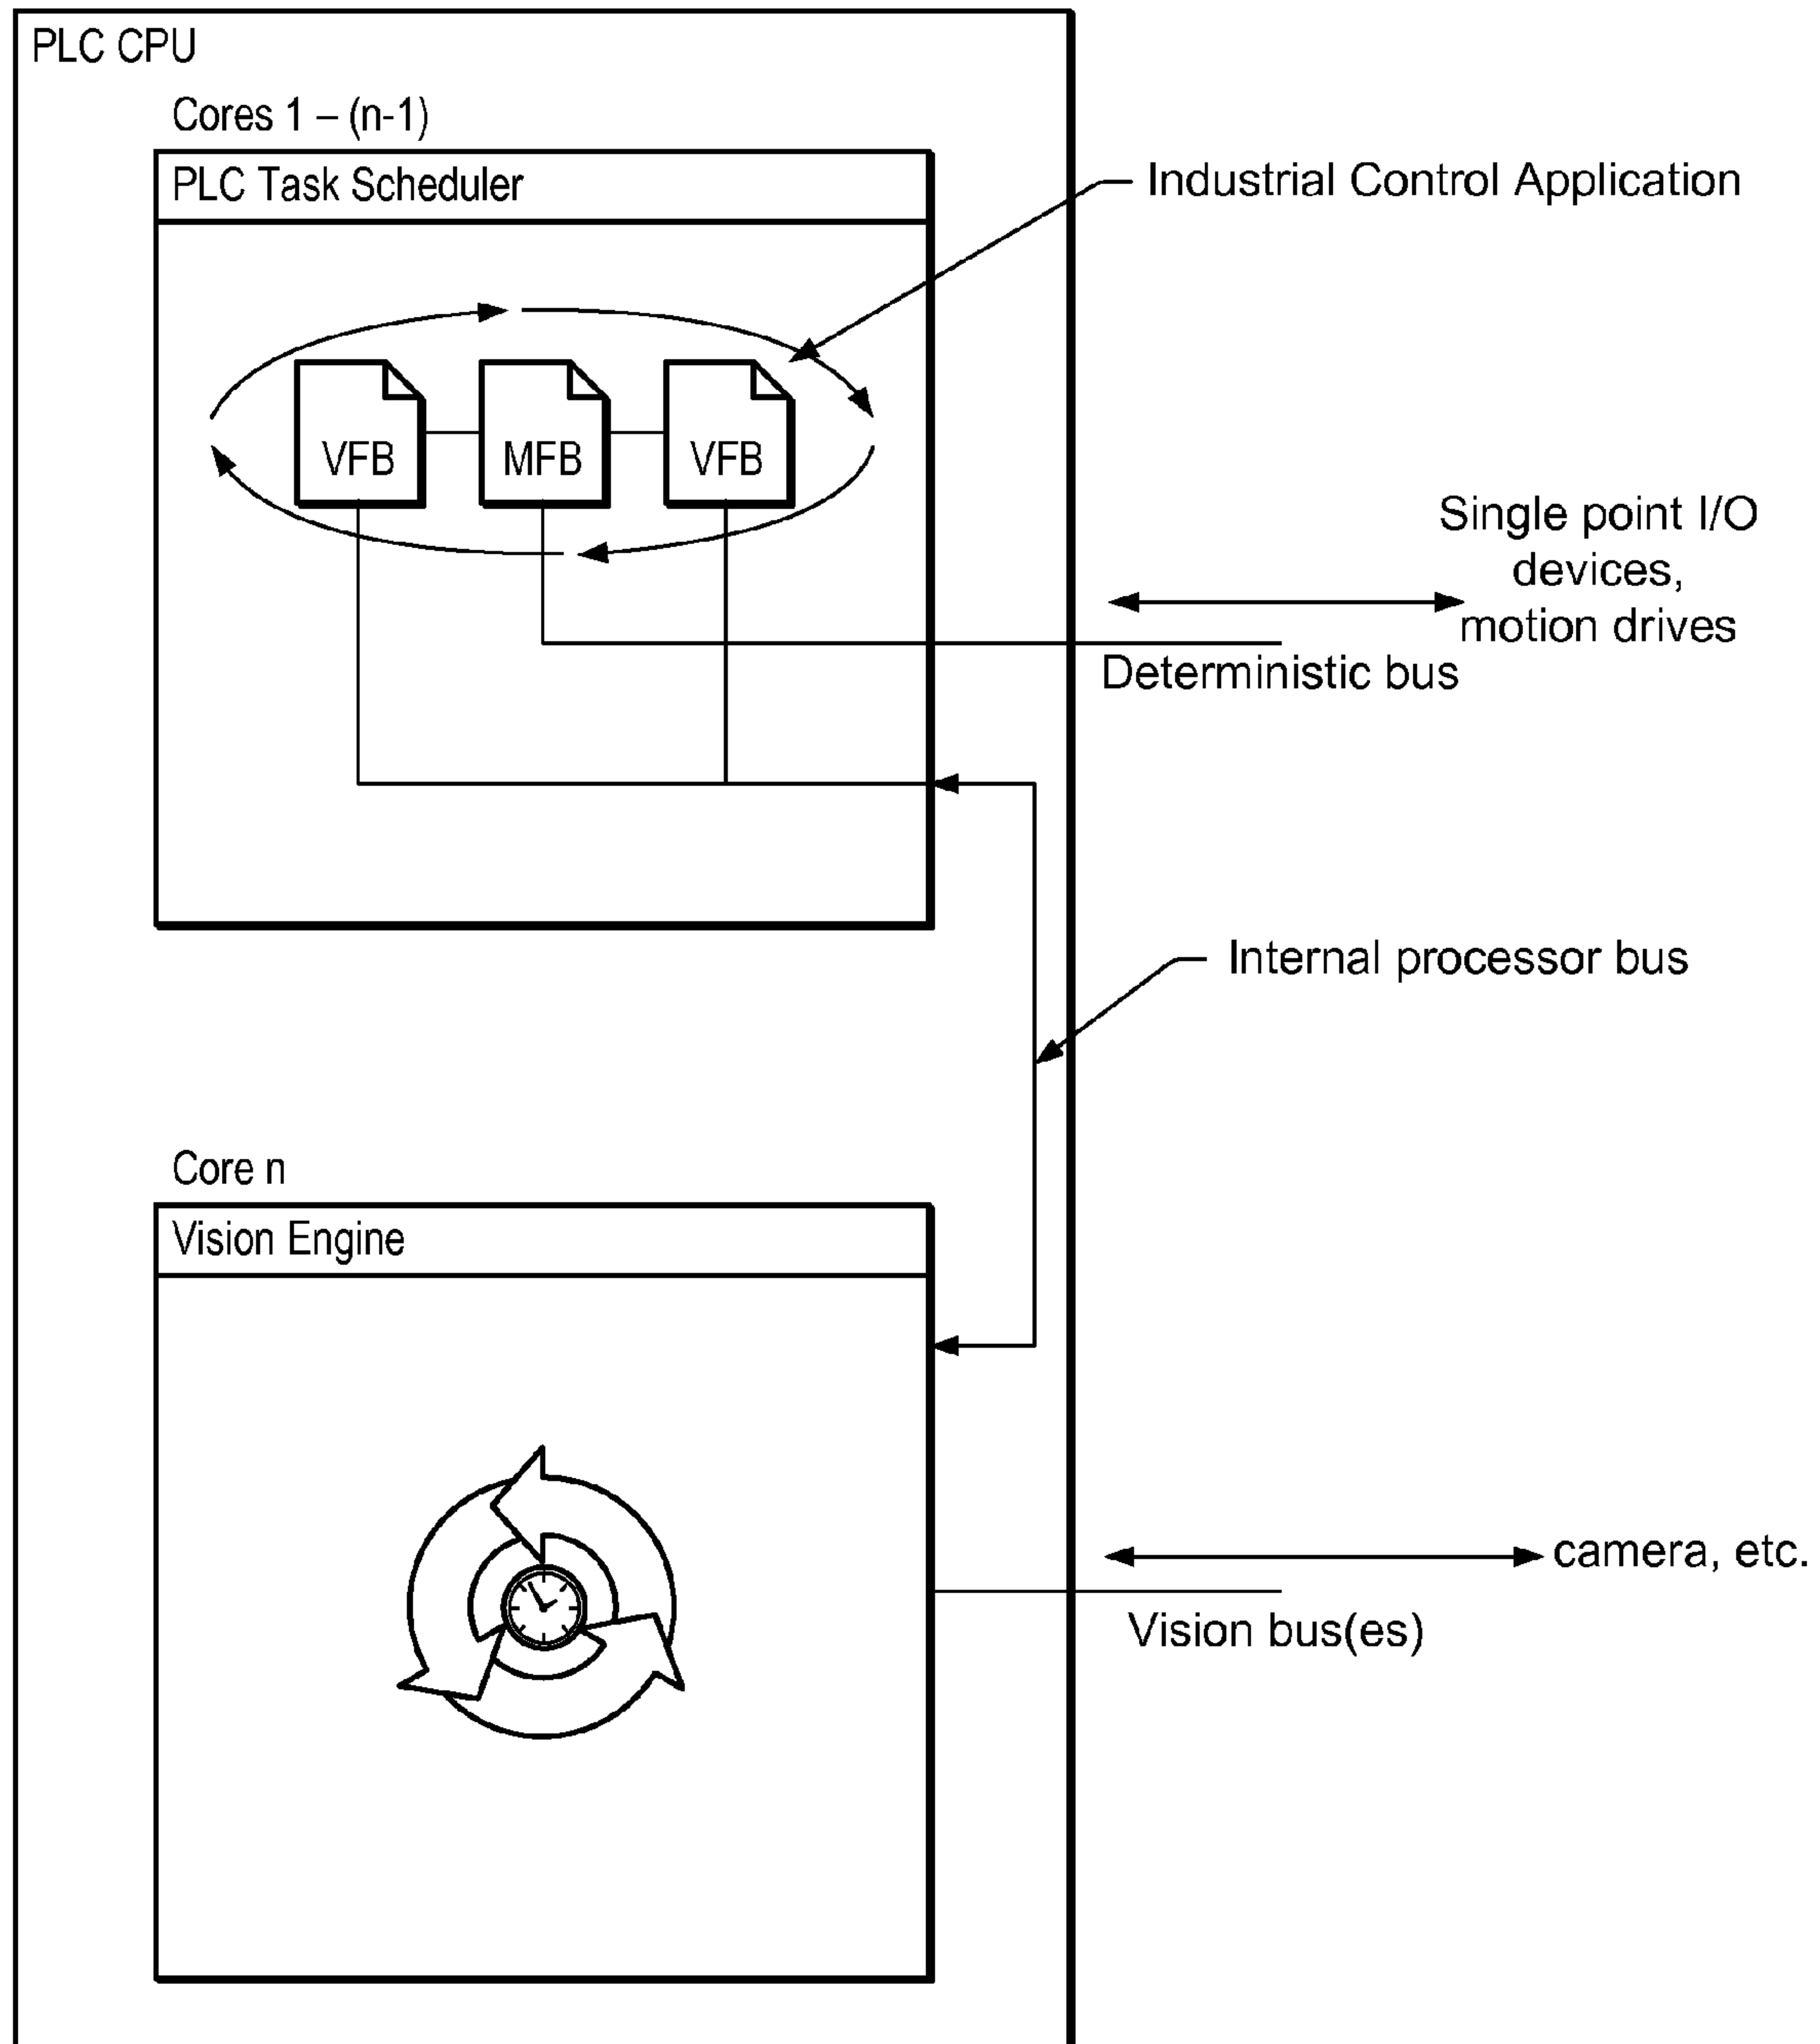 PLC CPU
Cores 1 – (n-1)
PLC Task Scheduler
Industrial Control Application
VFB
MFB
VFB
Single point I/O
devices,
motion drives
Deterministic bus
Internal processor bus
Core n
Vision Engine
camera, etc.
Vision bus(es)